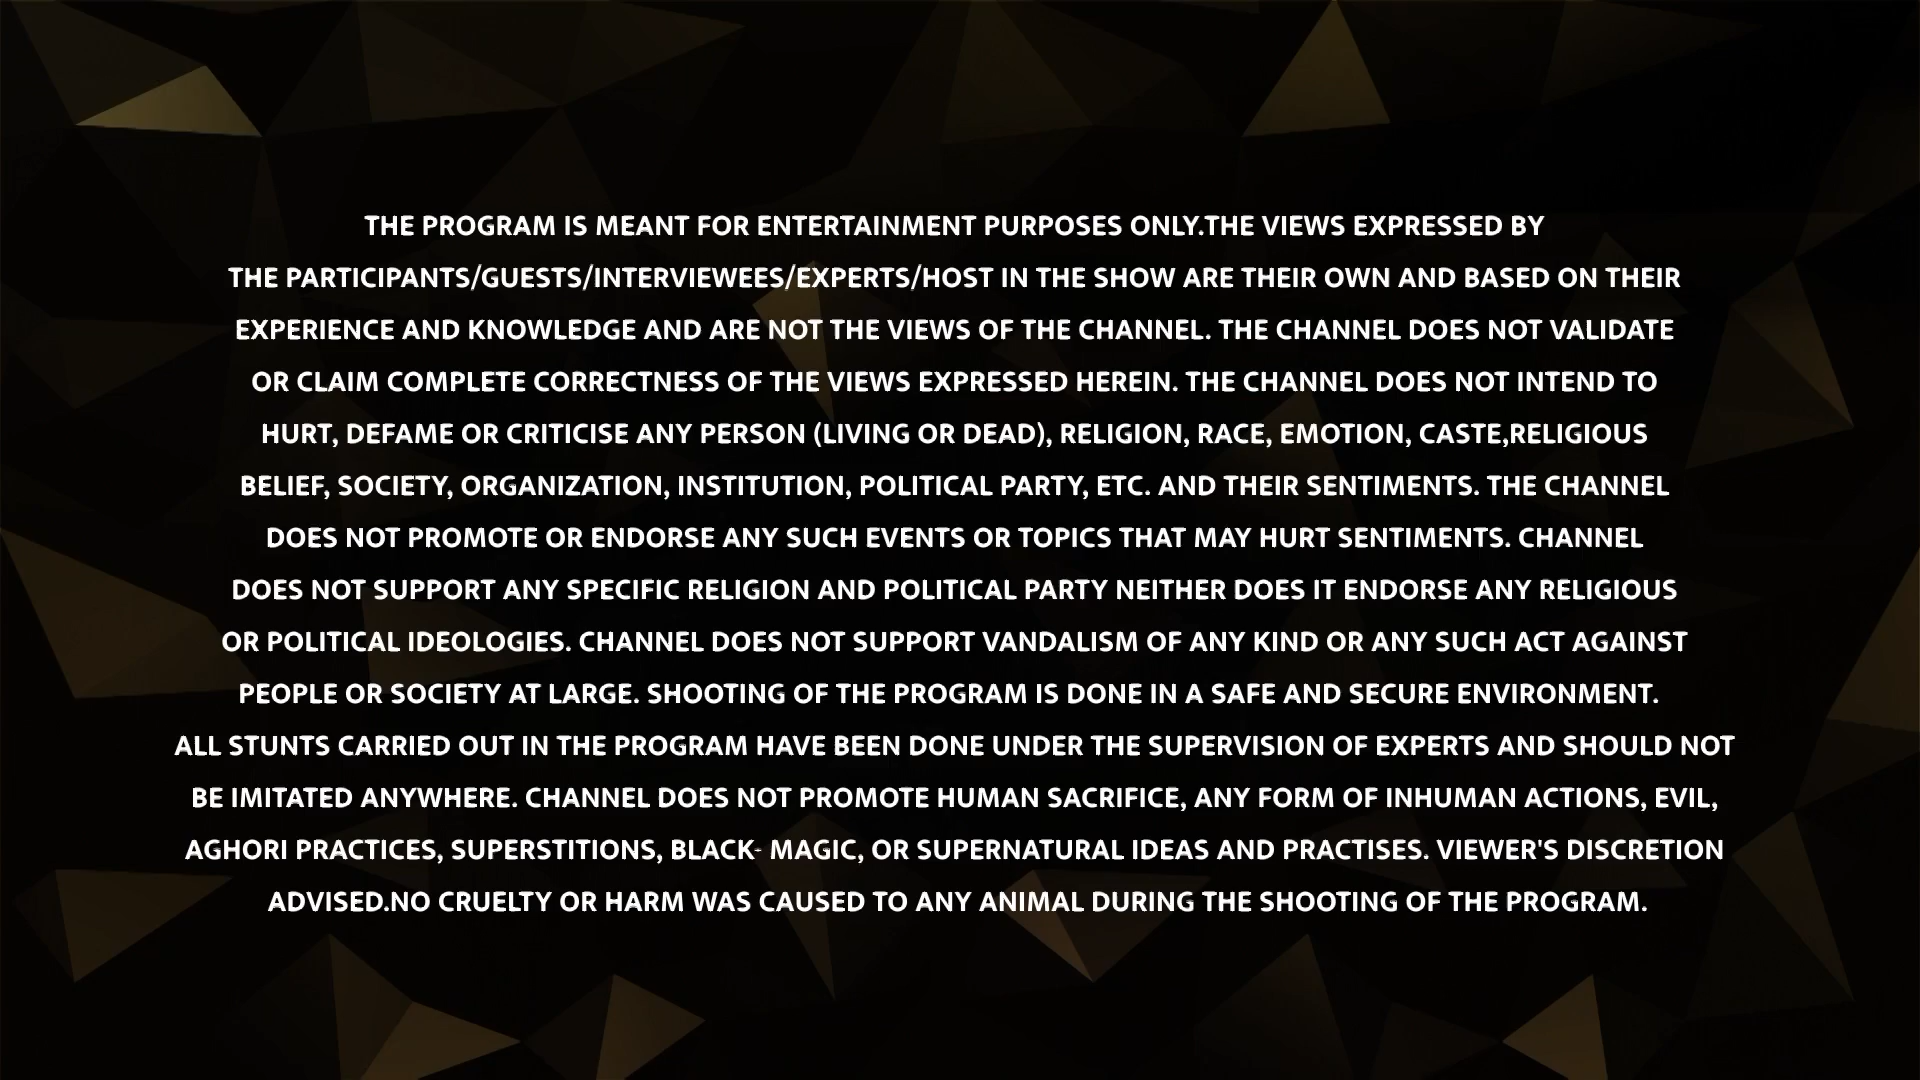 THE PROGRAM IS MEANT FOR ENTERTAINMENT PURPOSES ONLY.THE VIEWS EXPRESSED BY
THE PARTICIPANTS/GUESTS/INTERVIEWEES/EXPERTS/HOST IN THE SHOW ARE THEIR OWN AND BASED ON THEIR
EXPERIENCE AND KNOWLEDGE AND ARE NOT THE VIEWS OF THE CHANNEL. THE CHANNEL DOES NOT VALIDATE
OR CLAIM COMPLETE CORRECTNESS OF THE VIEWS EXPRESSED HEREIN. THE CHANNEL DOES NOT INTEND TO
HURT, DEFAME OR CRITICISE ANY PERSON (LIVING OR DEAD), RELIGION, RACE, EMOTION, CASTE,RELIGIOUS
BELIEF, SOCIETY, ORGANIZATION, INSTITUTION, POLITICAL PARTY, ETC. AND THEIR SENTIMENTS. THE CHANNEL
DOES NOT PROMOTE OR ENDORSE ANY SUCH EVENTS OR TOPICS THAT MAY HURT SENTIMENTS. CHANNEL
DOES NOT SUPPORT ANY SPECIFIC RELIGION AND POLITICAL PARTY NEITHER DOES IT ENDORSE ANY RELIGIOUS
OR POLITICAL IDEOLOGIES. CHANNEL DOES NOT SUPPORT VANDALISM OF ANY KIND OR ANY SUCH ACT AGAINST
PEOPLE OR SOCIETY AT LARGE. SHOOTING OF THE PROGRAM IS DONE IN A SAFE AND SECURE ENVIRONMENT.
ALL STUNTS CARRIED OUT IN THE PROGRAM HAVE BEEN DONE UNDER THE SUPERVISION OF EXPERTS AND SHOULD NOT
BE IMITATED ANYWHERE. CHANNEL DOES NOT PROMOTE HUMAN SACRIFICE, ANY FORM OF INHUMAN ACTIONS, EVIL,
AGHORI PRACTICES, SUPERSTITIONS, BLACK- MAGIC, OR SUPERNATURAL IDEAS AND PRACTISES. VIEWER'S DISCRETION
ADVISED.NO CRUELTY OR HARM WAS CAUSED TO ANY ANIMAL DURING THE SHOOTING OF THE PROGRAM.